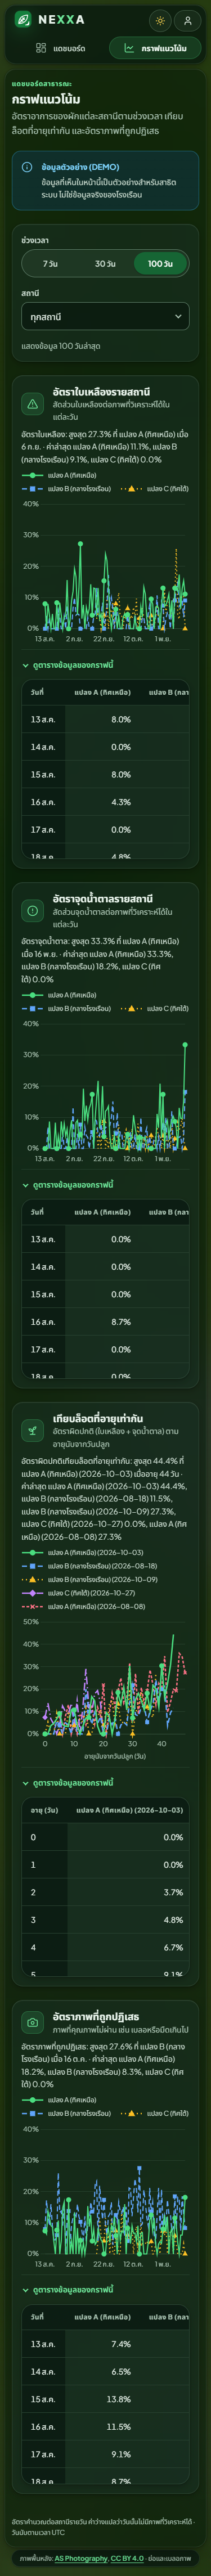 NEXXA
แดชบอร์ด
กราฟแนวโน้ม
แดชบอร์ดสาธารณะ
กราฟแนวโน้ม
อัตราอาการของผักแต่ละสถานีตามช่วงเวลา เทียบ
ล็อตที่อายุเท่ากัน และอัตราภาพที่ถูกปฏิเสธ
ข้อมูลตัวอย่าง (DEMO)
ข้อมูลที่เห็นในหน้านี้เป็นตัวอย่างสำหรับสาธิต
ระบบ ไม่ใช่ข้อมูลจริงของโรงเรียน
ช่วงเวลา
7 วัน
30 วัน
100 วัน
สถานี
ทุกสถานี
แสดงข้อมูล 100 วันล่าสุด
อัตราใบเหลืองรายสถานี
สัดส่วนใบเหลืองต่อภาพที่วิเคราะห์ได้ใน
แต่ละวัน
อัตราใบเหลือง: สูงสุด 27.3% ที่ แปลง A (ทิศเหนือ) เมื่อ
6 ก.ย. · ค่าล่าสุด แปลง A (ทิศเหนือ) 11.1%, แปลง B
(กลางโรงเรียน) 9.1%, แปลง C (ทิศใต้) 0.0%
แปลง A (ทิศเหนือ)
แปลง B (กลางโรงเรียน)
แปลง C (ทิศใต้)
40%
30%
20%
10%
0%
13 ส.ค.
2 ก.ย.
22 ก.ย.
12 ต.ค.
1 พ.ย.
ดูตารางข้อมูลของกราฟนี้
วันที่
แปลง A (ทิศเหนือ)
แปลง B (กลา
13 ส.ค.
8.0%
14 ส.ค.
0.0%
15 ส.ค.
8.0%
16 ส.ค.
4.3%
17 ส.ค.
0.0%
18 ส.ค.
4.8%
อัตราจุดน้ำตาลรายสถานี
สัดส่วนจุดน้ำตาลต่อภาพที่วิเคราะห์ได้ใน
แต่ละวัน
อัตราจุดน้ำตาล: สูงสุด 33.3% ที่ แปลง A (ทิศเหนือ)
เมื่อ 16 พ.ย. · ค่าล่าสุด แปลง A (ทิศเหนือ) 33.3%,
แปลง B (กลางโรงเรียน) 18.2%, แปลง C (ทิศ
ใต้) 0.0%
แปลง A (ทิศเหนือ)
แปลง B (กลางโรงเรียน)
แปลง C (ทิศใต้)
40%
30%
20%
10%
0%
13 ส.ค.
2 ก.ย.
22 ก.ย.
12 ต.ค.
1 พ.ย.
ดูตารางข้อมูลของกราฟนี้
วันที่
แปลง A (ทิศเหนือ)
แปลง B (กลา
13 ส.ค.
0.0%
14 ส.ค.
0.0%
15 ส.ค.
0.0%
16 ส.ค.
8.7%
17 ส.ค.
0.0%
18 ส.ค.
0.0%
เทียบล็อตที่อายุเท่ากัน
อัตราผิดปกติ (ใบเหลือง + จุดน้ำตาล) ตาม
อายุนับจากวันปลูก
อัตราผิดปกติเทียบล็อตที่อายุเท่ากัน: สูงสุด 44.4% ที่
แปลง A (ทิศเหนือ) (2026-10-03) เมื่ออายุ 44 วัน ·
ค่าล่าสุด แปลง A (ทิศเหนือ) (2026-10-03) 44.4%,
แปลง B (กลางโรงเรียน) (2026-08-18) 11.5%,
แปลง B (กลางโรงเรียน) (2026-10-09) 27.3%,
แปลง C (ทิศใต้) (2026-10-27) 0.0%, แปลง A (ทิศ
เหนือ) (2026-08-08) 27.3%
แปลง A (ทิศเหนือ) (2026-10-03)
แปลง B (กลางโรงเรียน) (2026-08-18)
แปลง B (กลางโรงเรียน) (2026-10-09)
แปลง C (ทิศใต้) (2026-10-27)
แปลง A (ทิศเหนือ) (2026-08-08)
50%
40%
30%
20%
10%
0%
0
10
20
30
40
อายุนับจากวันปลูก (วัน)
ดูตารางข้อมูลของกราฟนี้
อายุ (วัน)
แปลง A (ทิศเหนือ) (2026-10-03)
0
0.0%
1
0.0%
2
3.7%
3
4.8%
4
6.7%
5
9.1%
อัตราภาพที่ถูกปฏิเสธ
ภาพที่คุณภาพไม่ผ่าน เช่น เบลอหรือมืดเกินไป
อัตราภาพที่ถูกปฏิเสธ: สูงสุด 27.6% ที่ แปลง B (กลาง
โรงเรียน) เมื่อ 16 ต.ค. · ค่าล่าสุด แปลง A (ทิศเหนือ)
18.2%, แปลง B (กลางโรงเรียน) 8.3%, แปลง C (ทิศ
ใต้) 0.0%
แปลง A (ทิศเหนือ)
แปลง B (กลางโรงเรียน)
แปลง C (ทิศใต้)
40%
30%
20%
10%
0%
13 ส.ค.
2 ก.ย.
22 ก.ย.
12 ต.ค.
1 พ.ย.
ดูตารางข้อมูลของกราฟนี้
วันที่
แปลง A (ทิศเหนือ)
แปลง B (กลา
13 ส.ค.
7.4%
14 ส.ค.
6.5%
15 ส.ค.
13.8%
16 ส.ค.
11.5%
17 ส.ค.
9.1%
18 ส.ค.
8.7%
อัตราคำนวณต่อสถานีรายวัน ค่าว่างแปลว่าวันนั้นไม่มีภาพที่วิเคราะห์ได้ ·
วันนับตามเวลา UTC
ภาพพื้นหลัง: AS Photography, CC BY 4.0 · ย่อและเบลอภาพ